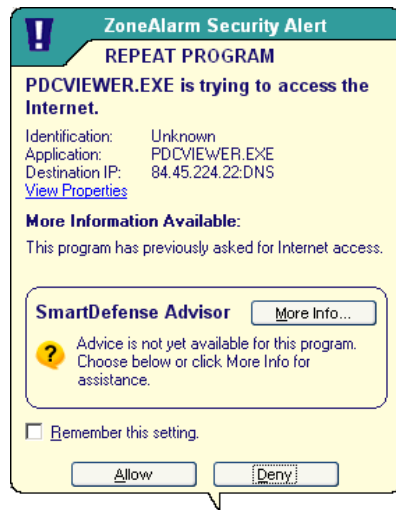 ZoneAlarm Security Alert
REPEAT PROGRAM
PDCVIEWER.EXE is trying to access the
Internet.
Identification: Unknown
Application: PDCVIEWER.EXE
Destination IP: 84.45.224.22:DNS
View Properties
More Information Available:
This program has previously asked for Internet access.
SmartDefense Advisor More Info...
Advice is not yet available for this program.
Choose below or click More Info for
assistance.
Remember this setting.
Allow Deny